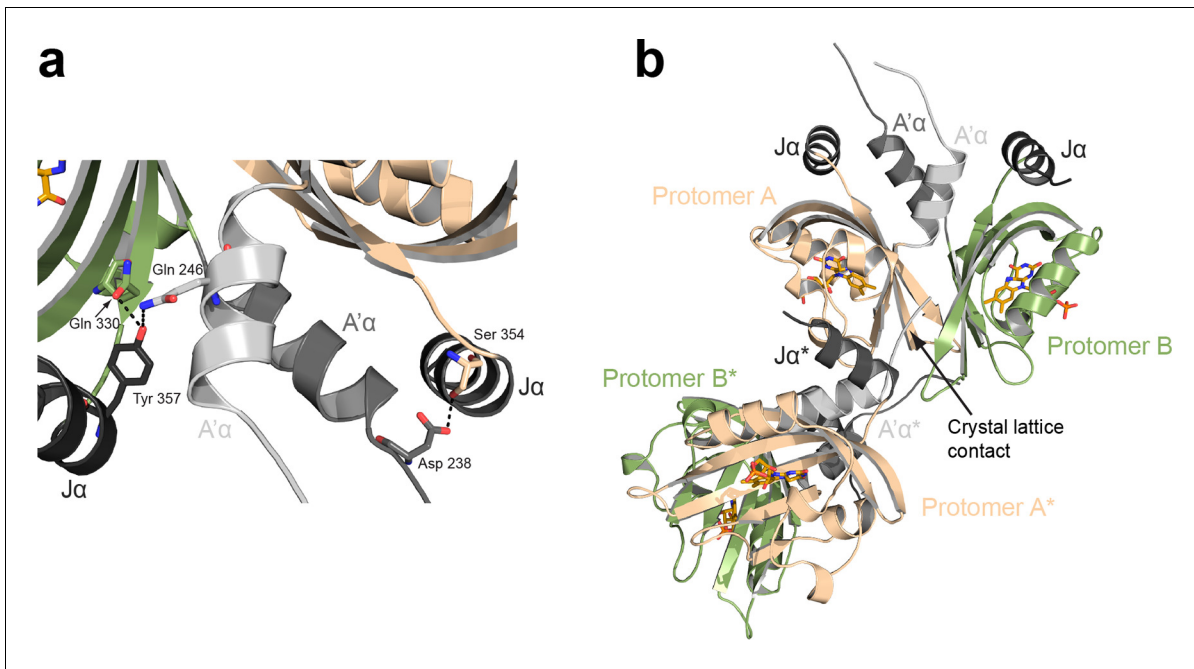 a
Gln 246
Gln 330
Tyr 357
A'α
Jα
A'α
Ser 354
Jα
Asp 238
b
A'α
A'α
Jα
Jα
Protomer A
Protomer B
Jα*
Protomer B*
A'α*
Crystal lattice
contact
Protomer A*